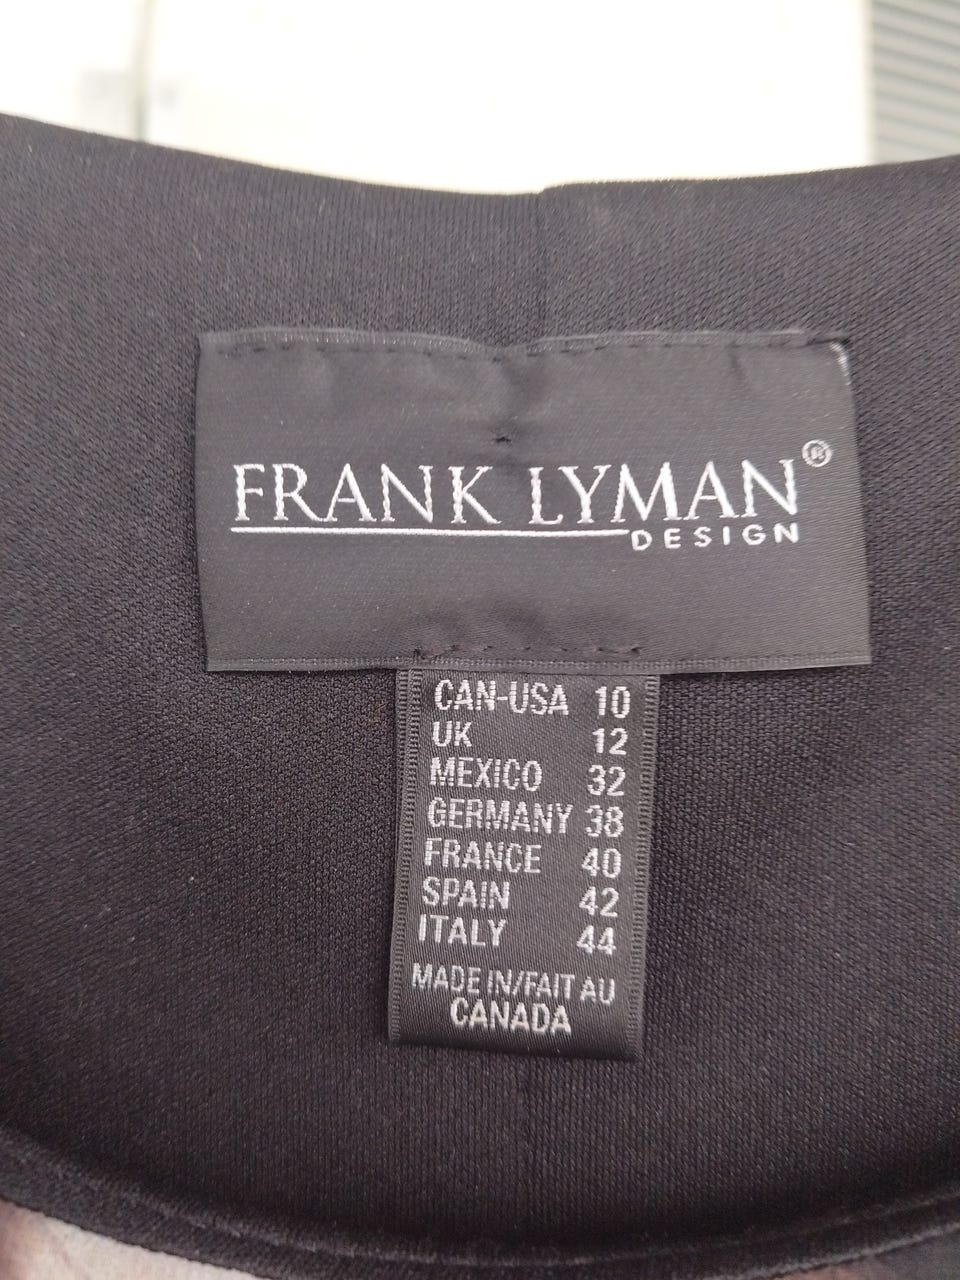 FRANK LYMAN®
DESIGN
CAN-USA 10
UK 12
MEXICO 32
GERMANY 38
FRANCE 40
SPAIN 42
ITALY 44
MADE IN/FAIT AU
CANADA